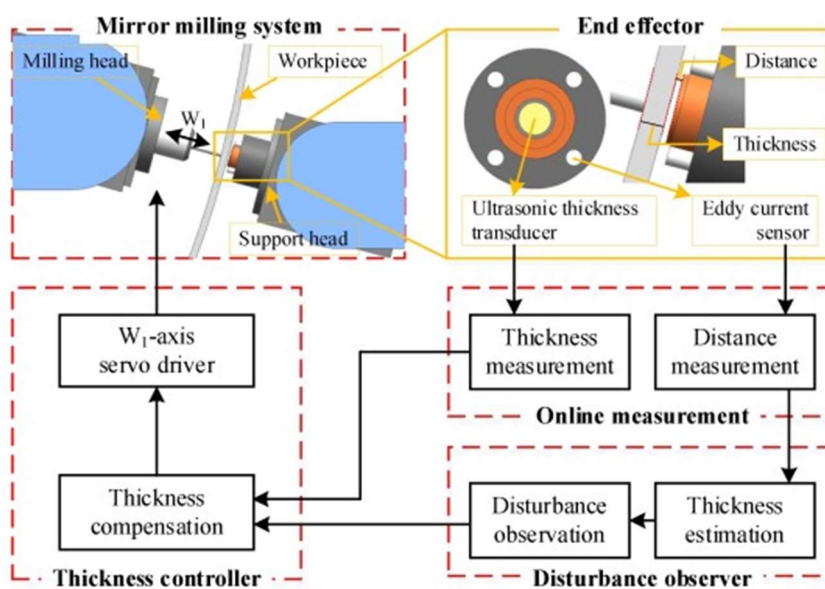 Mirror milling system
Milling head
Workpiece
W₁
Support head
End effector
Distance
Thickness
Ultrasonic thickness
transducer
Eddy current
sensor
W₁-axis
servo driver
Thickness
measurement
Distance
measurement
Online measurement
Thickness
compensation
Thickness controller
Disturbance
observation
Thickness
estimation
Disturbance observer